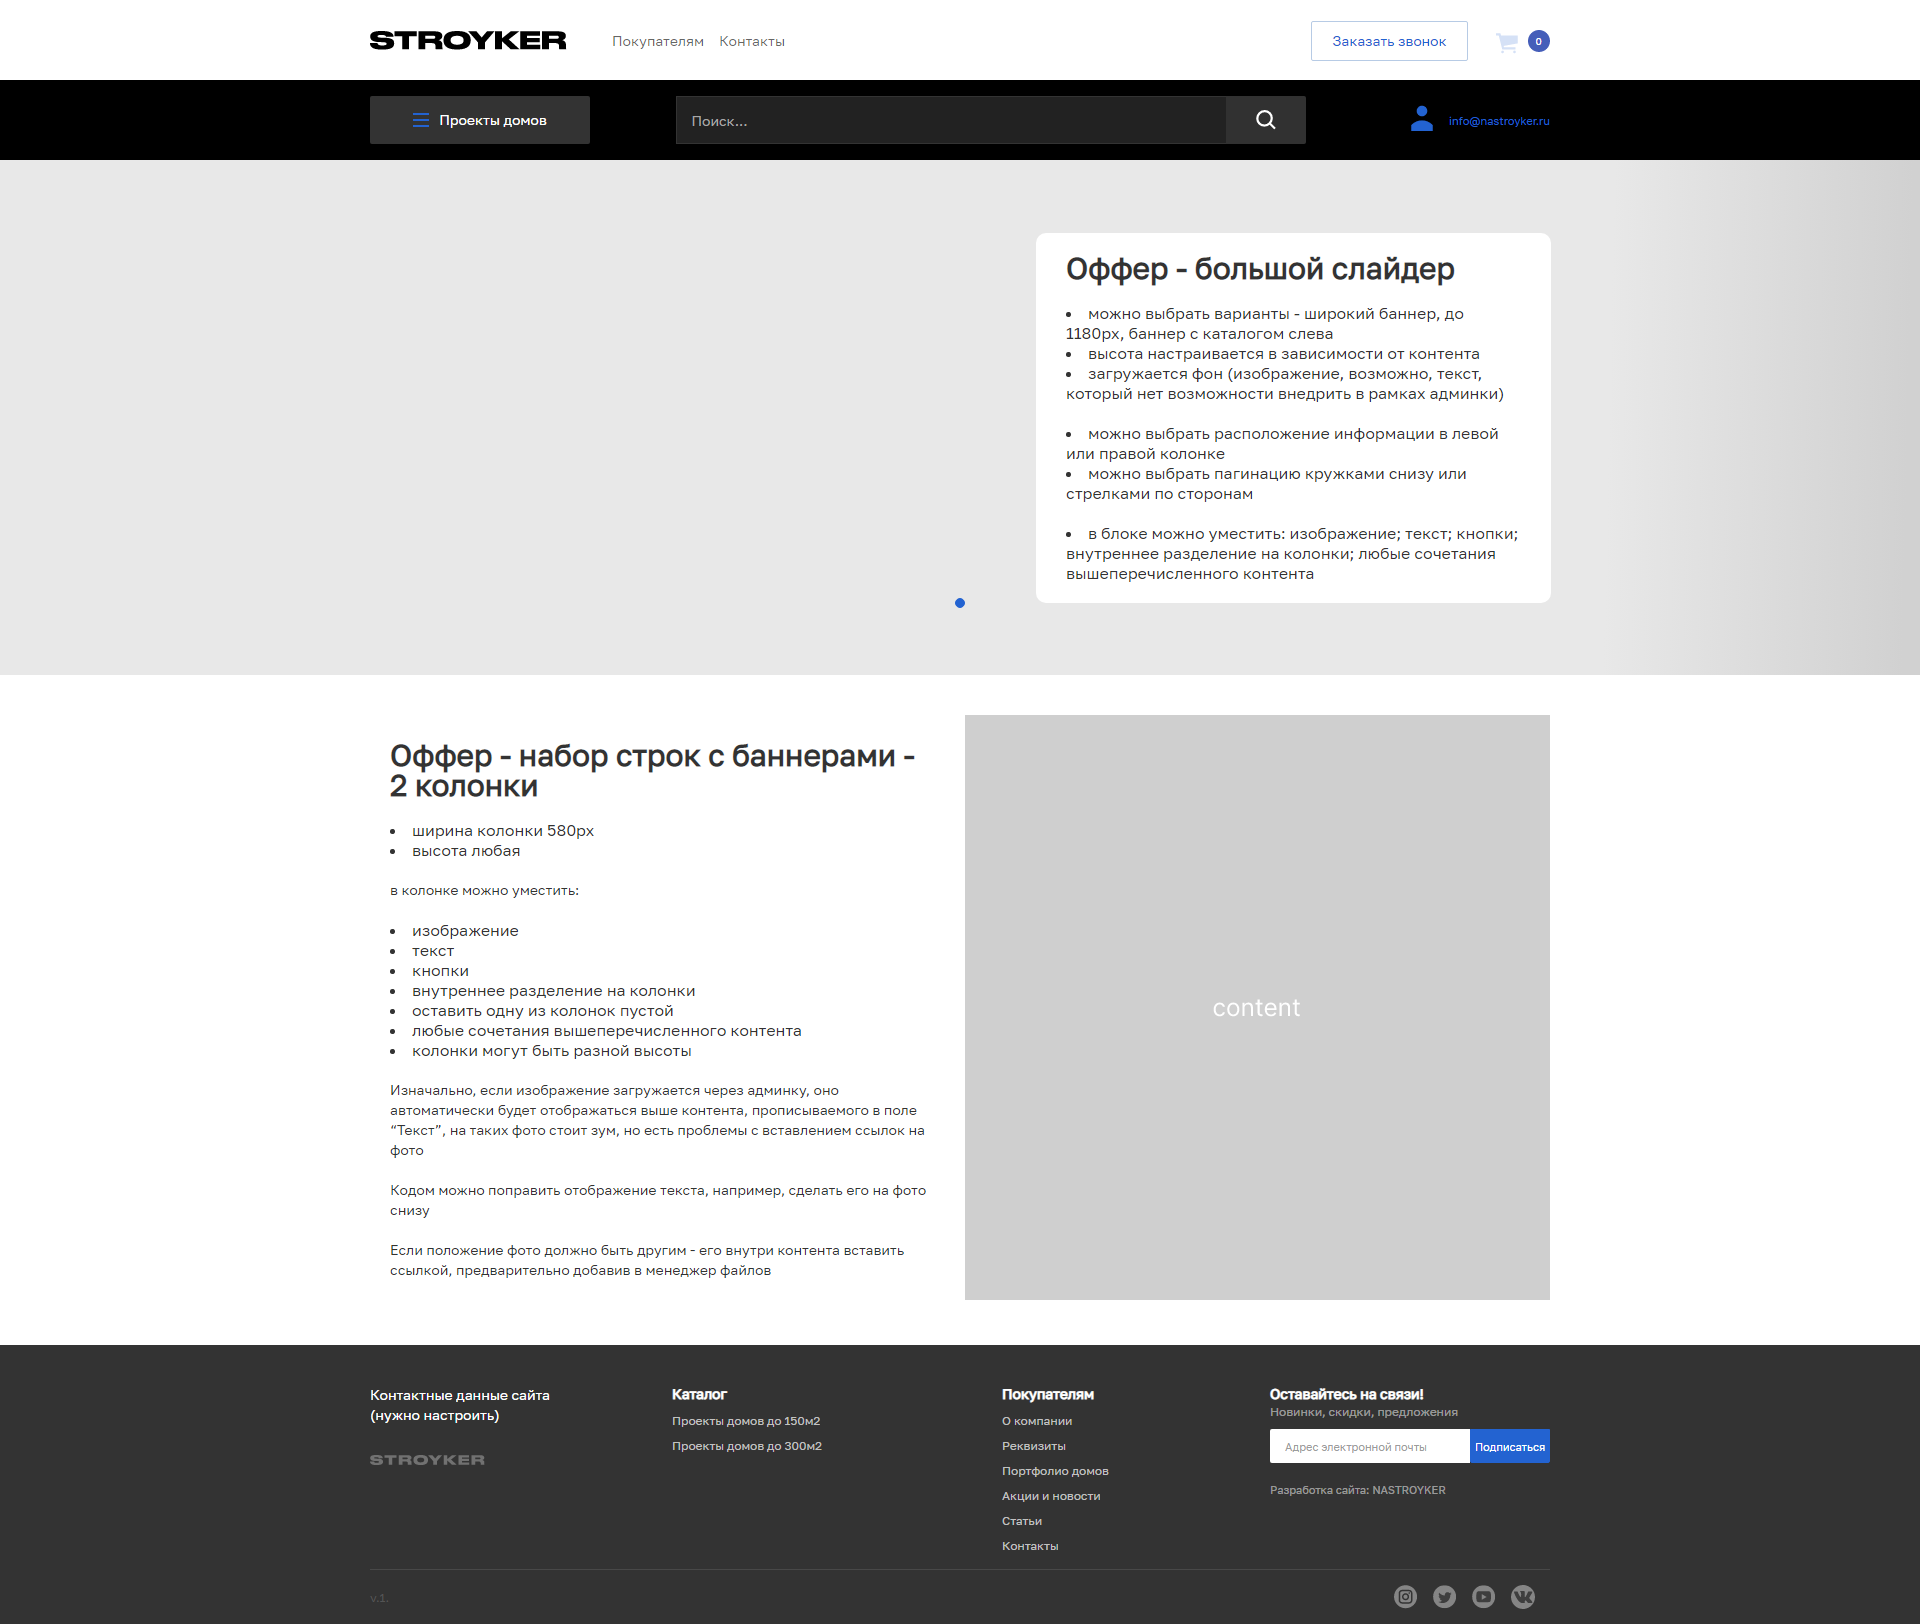 STROYKER
Покупателям Контакты
Заказать звонок
0
Проекты домов
Поиск...
info@nastroyker.ru
Оффер - большой слайдер
• можно выбрать варианты - широкий баннер, до
1180px, баннер с каталогом слева
• высота настраивается в зависимости от контента
• загружается фон (изображение, возможно, текст,
который нет возможности внедрить в рамках админки)
• можно выбрать расположение информации в левой
или правой колонке
• можно выбрать пагинацию кружками снизу или
стрелками по сторонам
• в блоке можно уместить: изображение; текст; кнопки;
внутреннее разделение на колонки; любые сочетания
вышеперечисленного контента
Оффер - набор строк с баннерами -
2 колонки
• ширина колонки 580px
• высота любая
в колонке можно уместить:
• изображение
• текст
• кнопки
• внутреннее разделение на колонки
• оставить одну из колонок пустой
• любые сочетания вышеперечисленного контента
• колонки могут быть разной высоты
Изначально, если изображение загружается через админку, оно
автоматически будет отображаться выше контента, прописываемого в поле
“Текст”, на таких фото стоит зум, но есть проблемы с вставлением ссылок на
фото
Кодом можно поправить отображение текста, например, сделать его на фото
снизу
Если положение фото должно быть другим - его внутри контента вставить
ссылкой, предварительно добавив в менеджер файлов
content
Контактные данные сайта
(нужно настроить)
STROYKER
Каталог
Проекты домов до 150м2
Проекты домов до 300м2
Покупателям
О компании
Реквизиты
Портфолио домов
Акции и новости
Статьи
Контакты
Оставайтесь на связи!
Новинки, скидки, предложения
Адрес электронной почты
Подписаться
Разработка сайта: NASTROYKER
v.1.